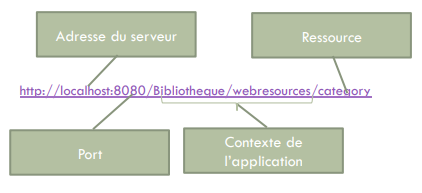 Adresse du serveur
Ressource
http://localhost:8080/Bibliotheque/webresources/category
Port
Contexte de
l'application